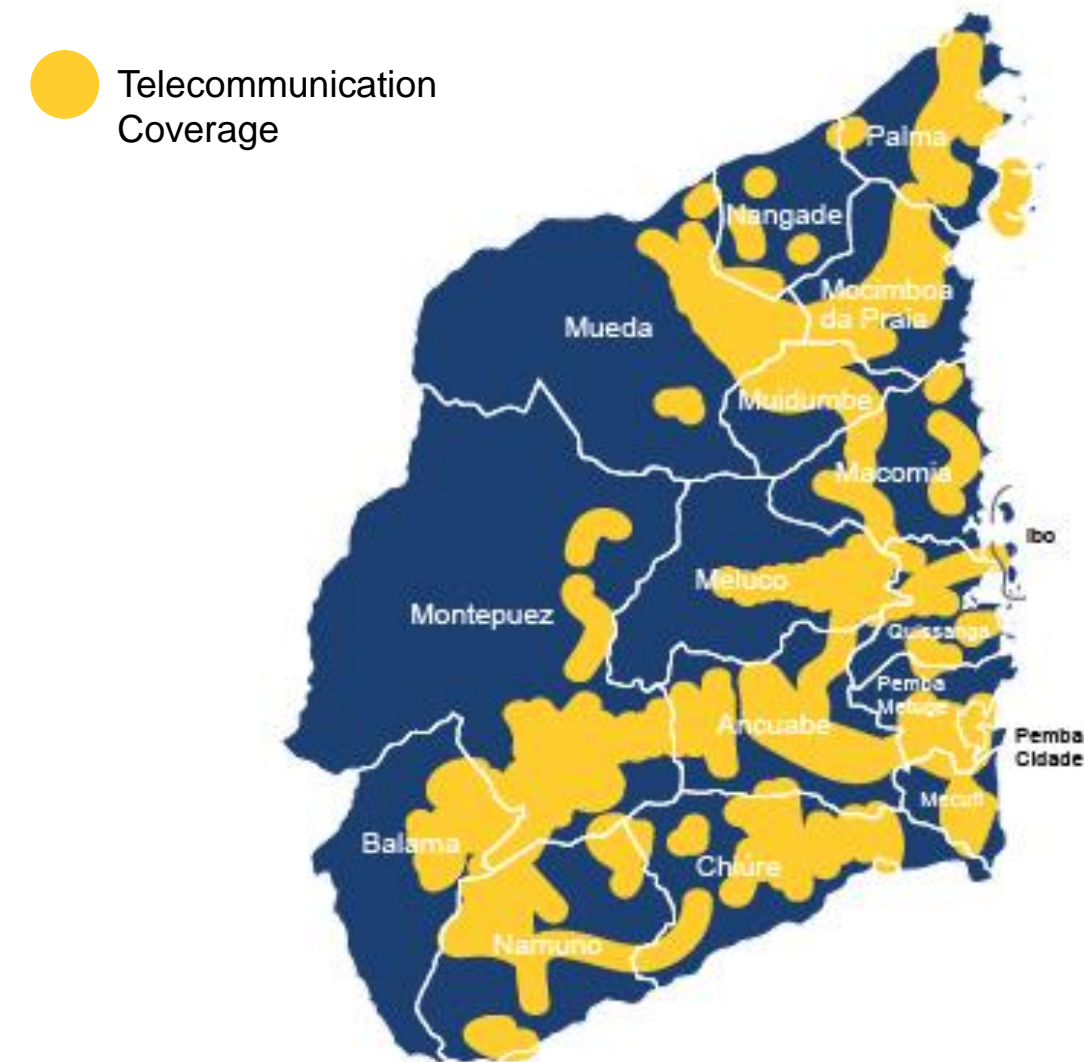 Telecommunication
Coverage
Palma
Nangade
Mocimboa
da Praia
Mueda
Muidumbe
Macomia
Ibo
Meluco
Montepuez
Quissanga
Pemba
Metuge
Ancuabe
Pemba
Cidade
Mecufi
Balama
Chiúre
Namuno